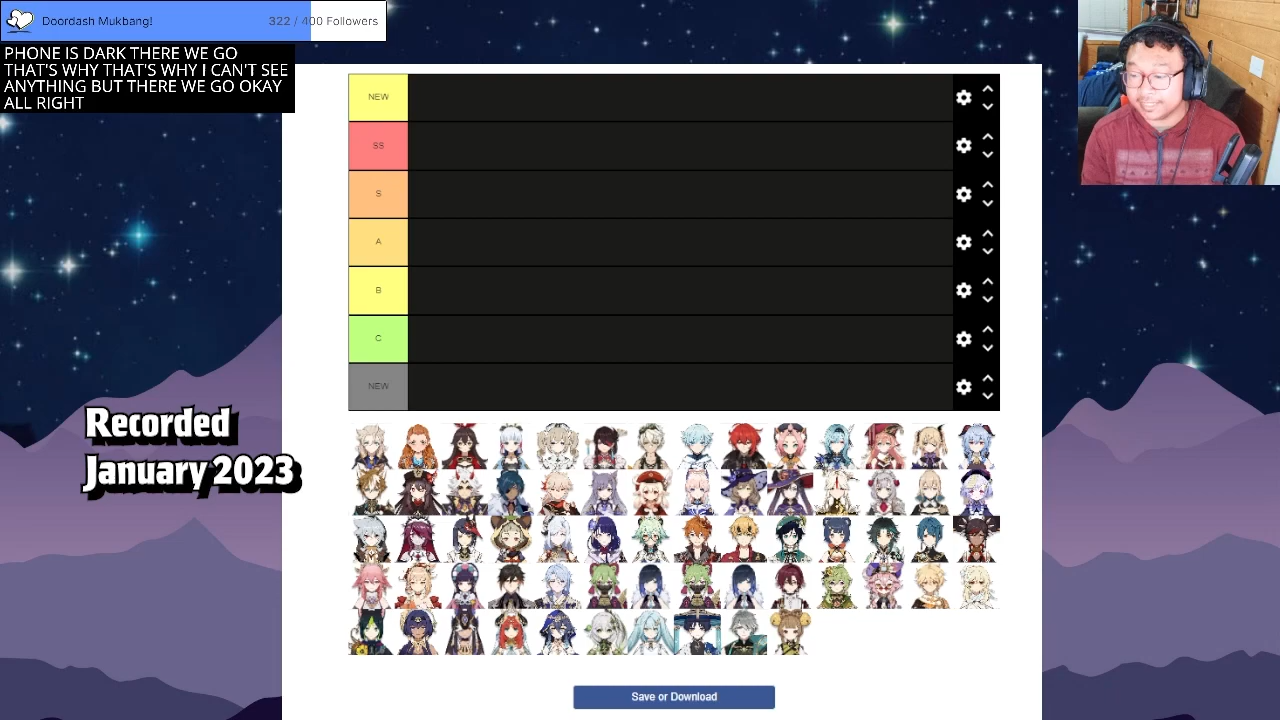 Doordash Mukbang!
322 / 400 Followers
PHONE IS DARK THERE WE GO
THAT'S WHY THAT'S WHY I CAN'T SEE
ANYTHING BUT THERE WE GO OKAY
ALL RIGHT
NEW
SS
S
A
B
C
NEW
Recorded
January 2023
Save or Download